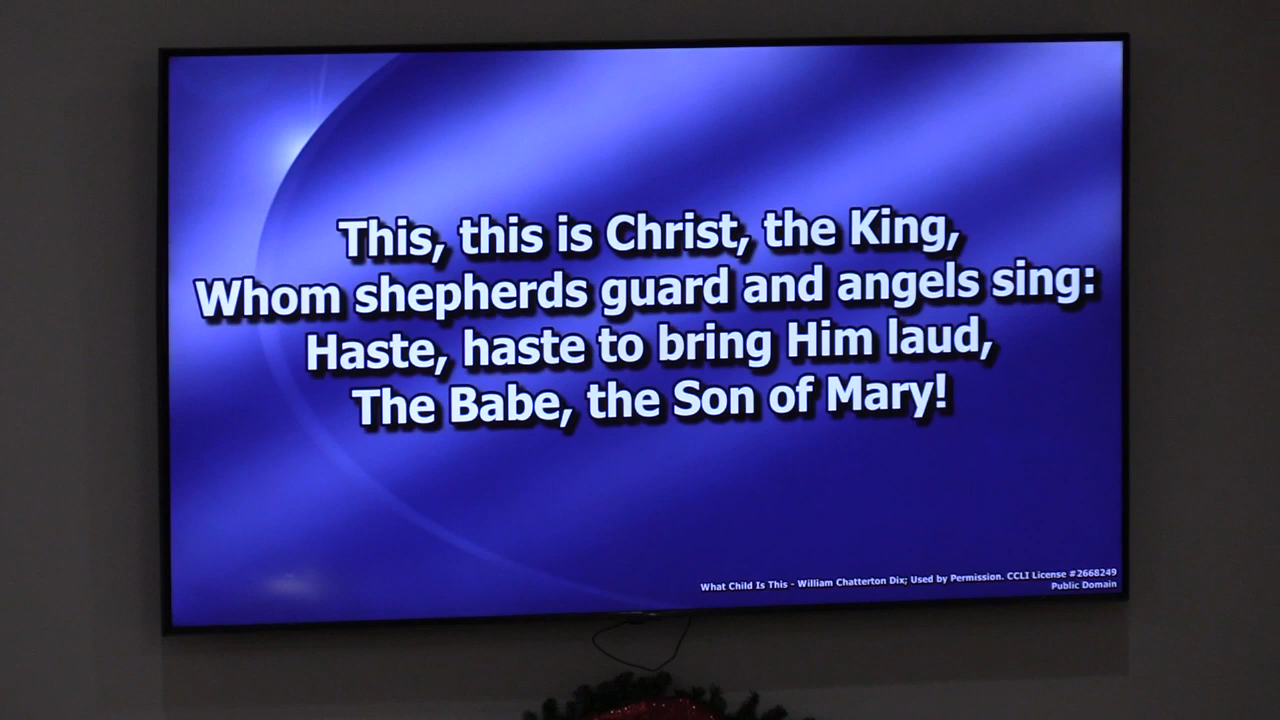 This, this is Christ, the King,
Whom shepherds guard and angels sing:
Haste, haste to bring Him laud,
The Babe, the Son of Mary!
What Child Is This - William Chatterton Dix; Used by Permission. CCLI License #2668249
Public Domain